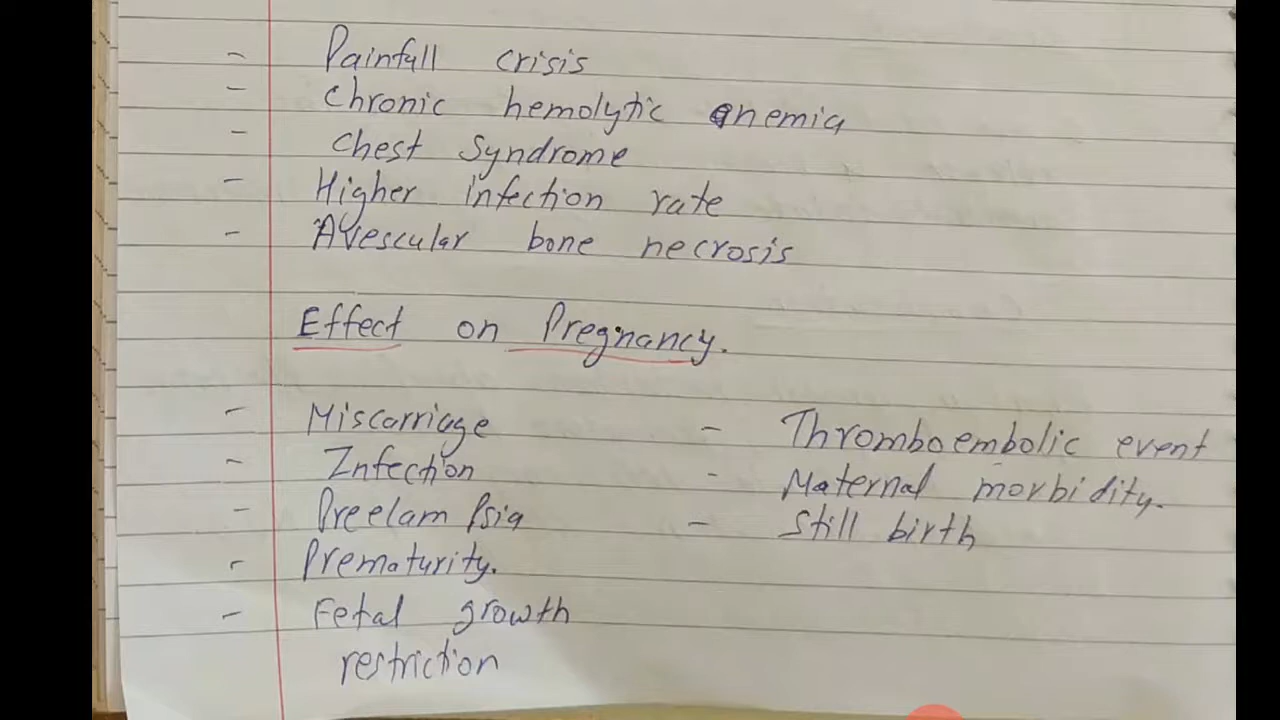 - Painfull crisis
- Chronic hemolytic anemia
- Chest Syndrome
- Higher infection rate
- Avescular bone necrosis
Effect on Pregnancy.
- Miscarriage
- Infection
- Preelampsia
- Prematurity.
- Fetal growth
restriction
- Thromboembolic event
- Maternal morbidity.
- Still birth